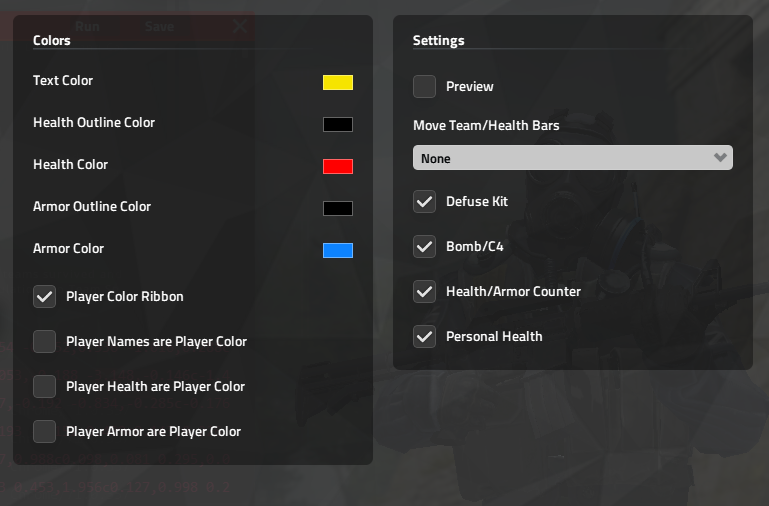 Run Save
Colors
Text Color
Health Outline Color
Health Color
Armor Outline Color
Armor Color
Player Color Ribbon
Player Names are Player Color
Player Health are Player Color
Player Armor are Player Color
Settings
Preview
Move Team/Health Bars
None
Defuse Kit
Bomb/C4
Health/Armor Counter
Personal Health